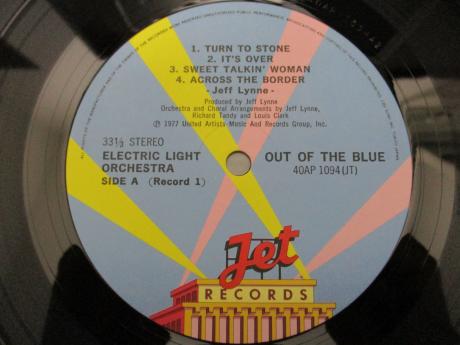 1. TURN TO STONE
2. IT'S OVER
3. SWEET TALKIN' WOMAN
4. ACROSS THE BORDER
- Jeff Lynne -
Produced by Jeff Lynne
Orchestra and Choral Arrangements by Jeff Lynne,
Richard Tandy and Louis Clark
Ⓟ 1977 United Artists-Music And Records Group, Inc.
33⅓ STEREO
ELECTRIC LIGHT
ORCHESTRA
SIDE A (Record 1)
OUT OF THE BLUE
40AP 1094(JT)
Jet
RECORDS